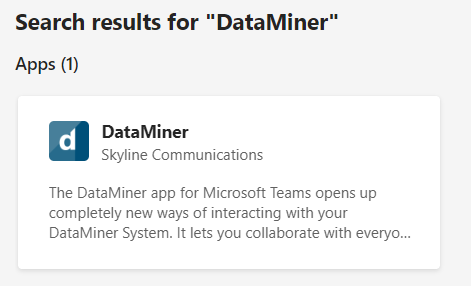 Search results for "DataMiner"
Apps (1)
d
DataMiner
Skyline Communications
The DataMiner app for Microsoft Teams opens up
completely new ways of interacting with your
DataMiner System. It lets you collaborate with everyo...